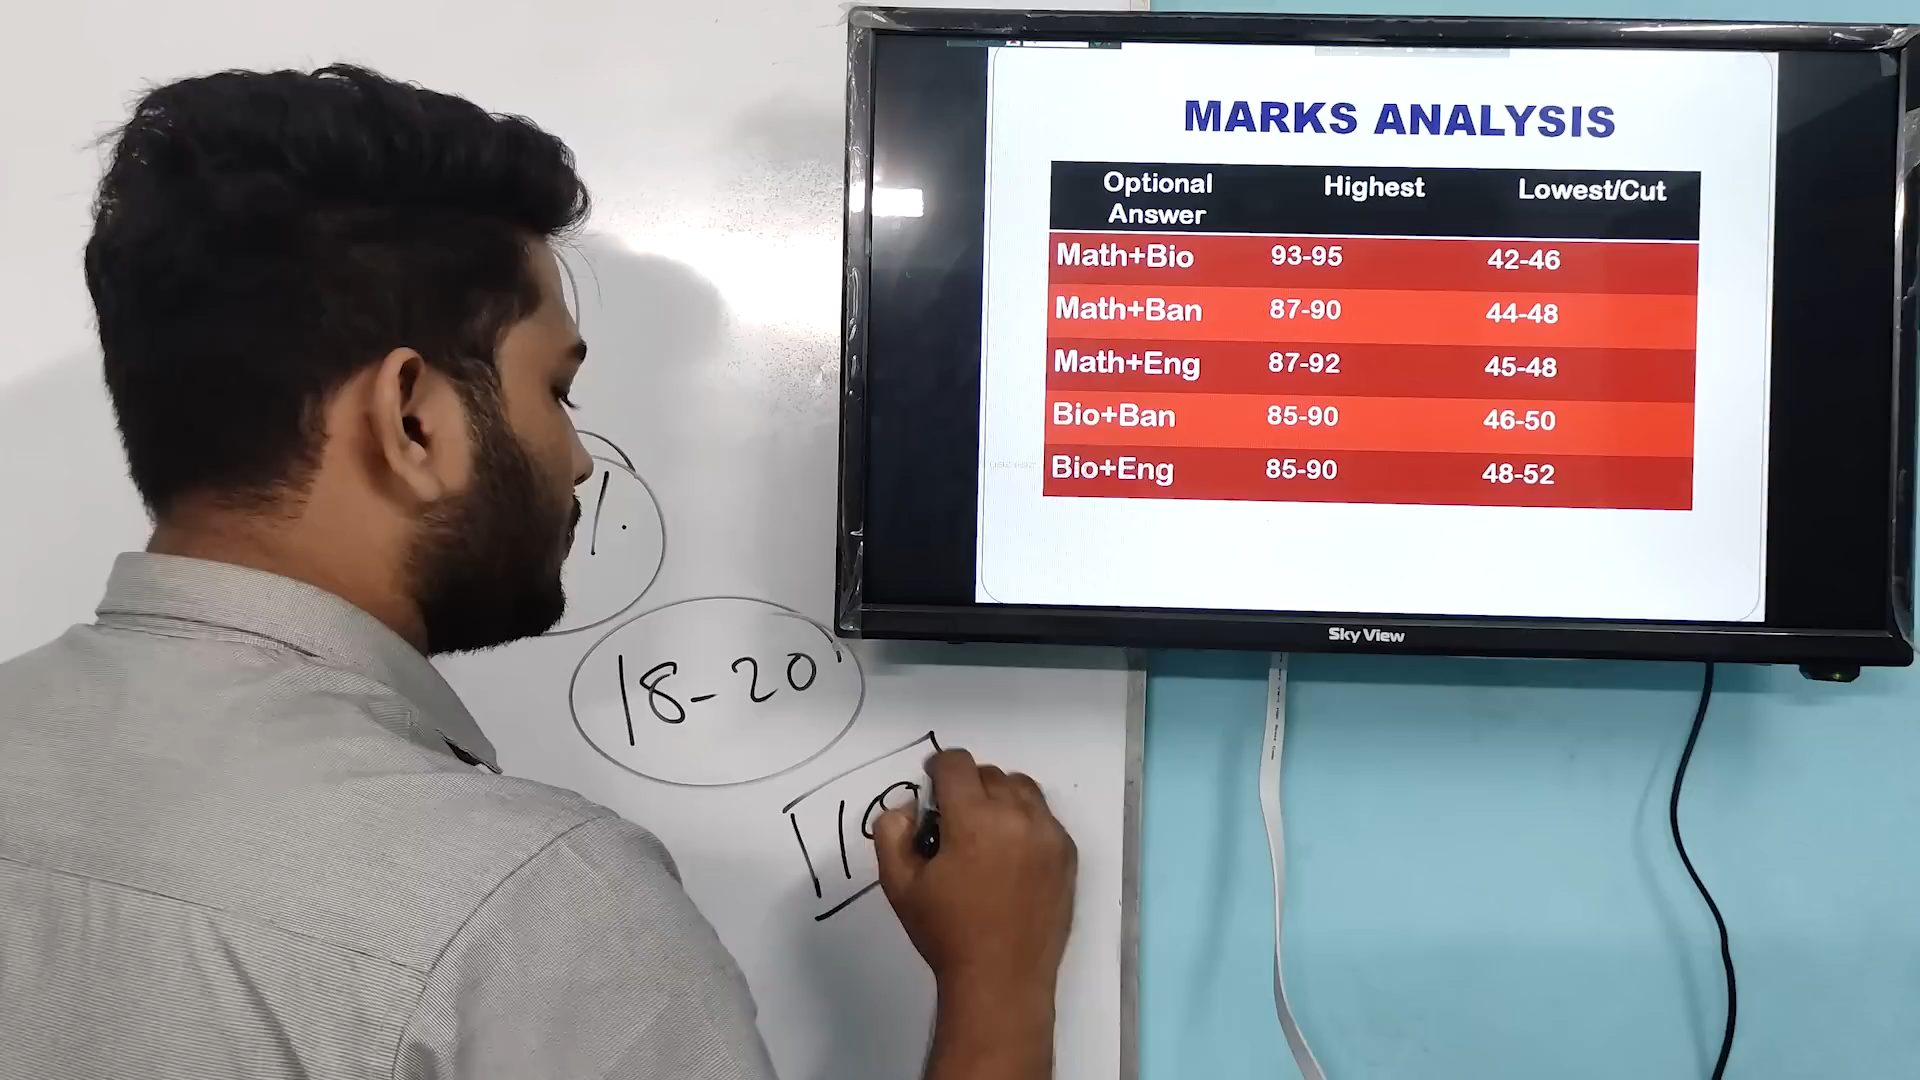 MARKS ANALYSIS
Optional Answer Highest Lowest/Cut
Math+Bio 93-95 42-46
Math+Ban 87-90 44-48
Math+Eng 87-92 45-48
Bio+Ban 85-90 46-50
Bio+Eng 85-90 48-52
Sky View
18-20